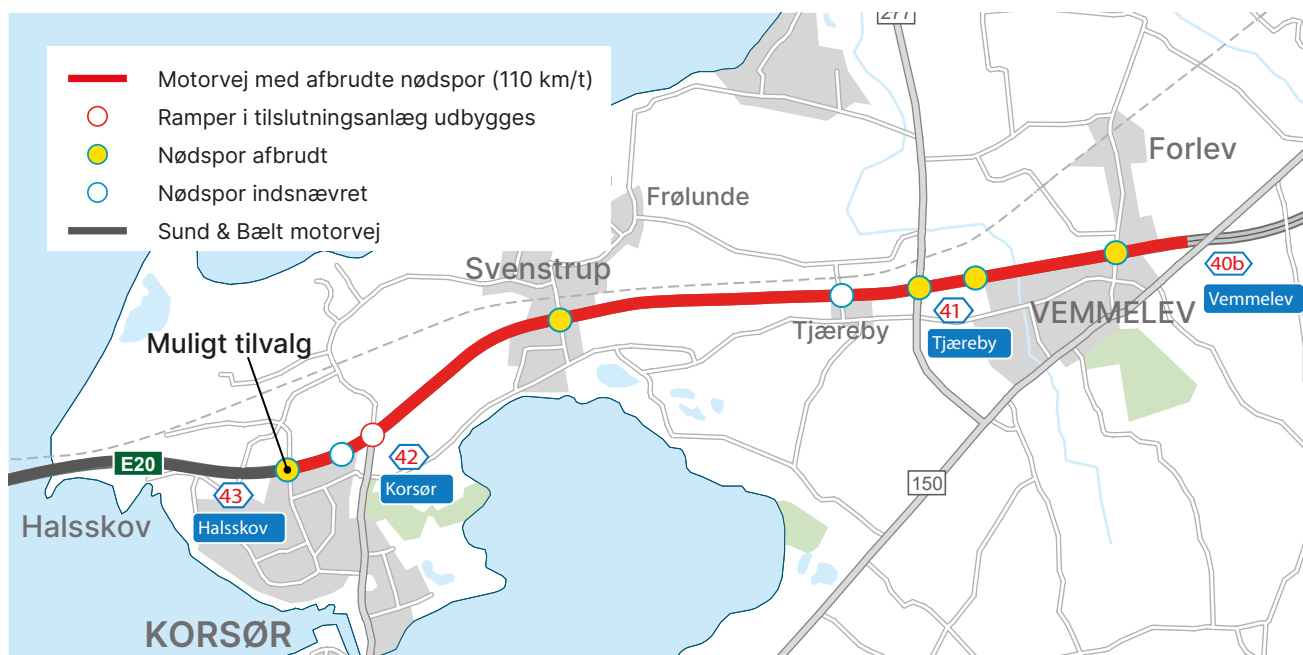 277
Motorvej med afbrudte nødspor (110 km/t)
Ramper i tilslutningsanlæg udbygges
Nødspor afbrudt
Nødspor indsnævret
Sund & Bælt motorvej
Forlev
Frølunde
Svenstrup
40b
Vemmelev
41
VEMMELEV
Tjæreby
Tjæreby
Muligt tilvalg
42
E20
Korsør
150
43
Halsskov
Halsskov
KORSØR